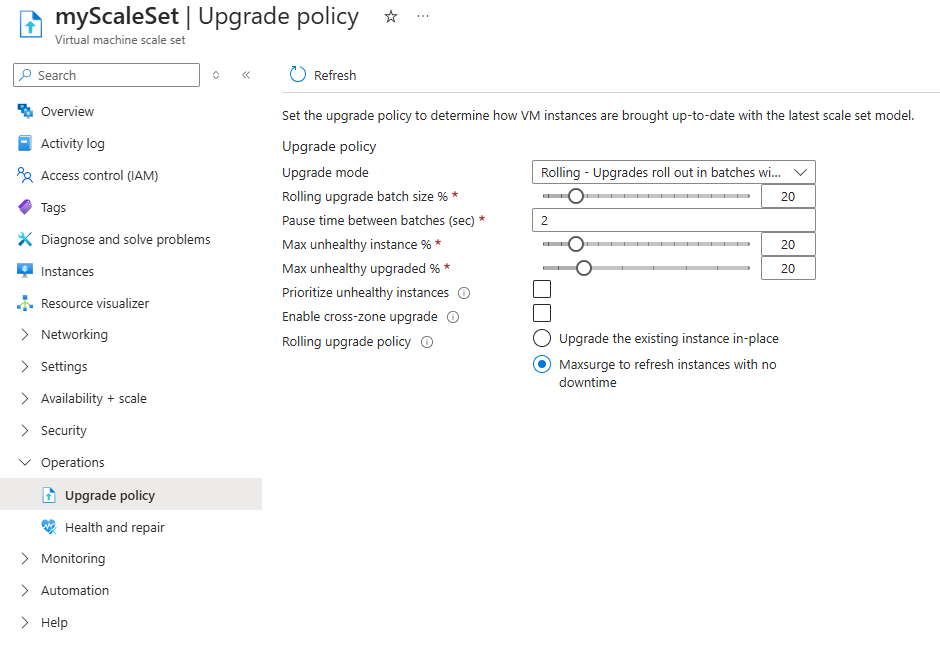 myScaleSet | Upgrade policy
Virtual machine scale set
Search
Refresh
Overview
Activity log
Access control (IAM)
Tags
Diagnose and solve problems
Instances
Resource visualizer
Networking
Settings
Availability + scale
Security
Operations
Upgrade policy
Health and repair
Monitoring
Automation
Help
Set the upgrade policy to determine how VM instances are brought up-to-date with the latest scale set model.
Upgrade policy
Upgrade mode Rolling - Upgrades roll out in batches wi...
Rolling upgrade batch size % * 20
Pause time between batches (sec) * 2
Max unhealthy instance % * 20
Max unhealthy upgraded % * 20
Prioritize unhealthy instances
Enable cross-zone upgrade
Rolling upgrade policy Upgrade the existing instance in-place
Maxsurge to refresh instances with no
downtime